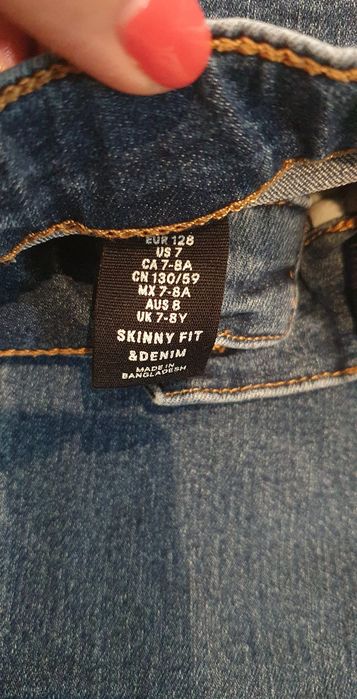 EUR 128
US 7
CA 7-8A
CN 130/59
MX 7-8A
AUS 8
UK 7-8Y
SKINNY FIT
&DENIM
MADE IN
BANGLADESH